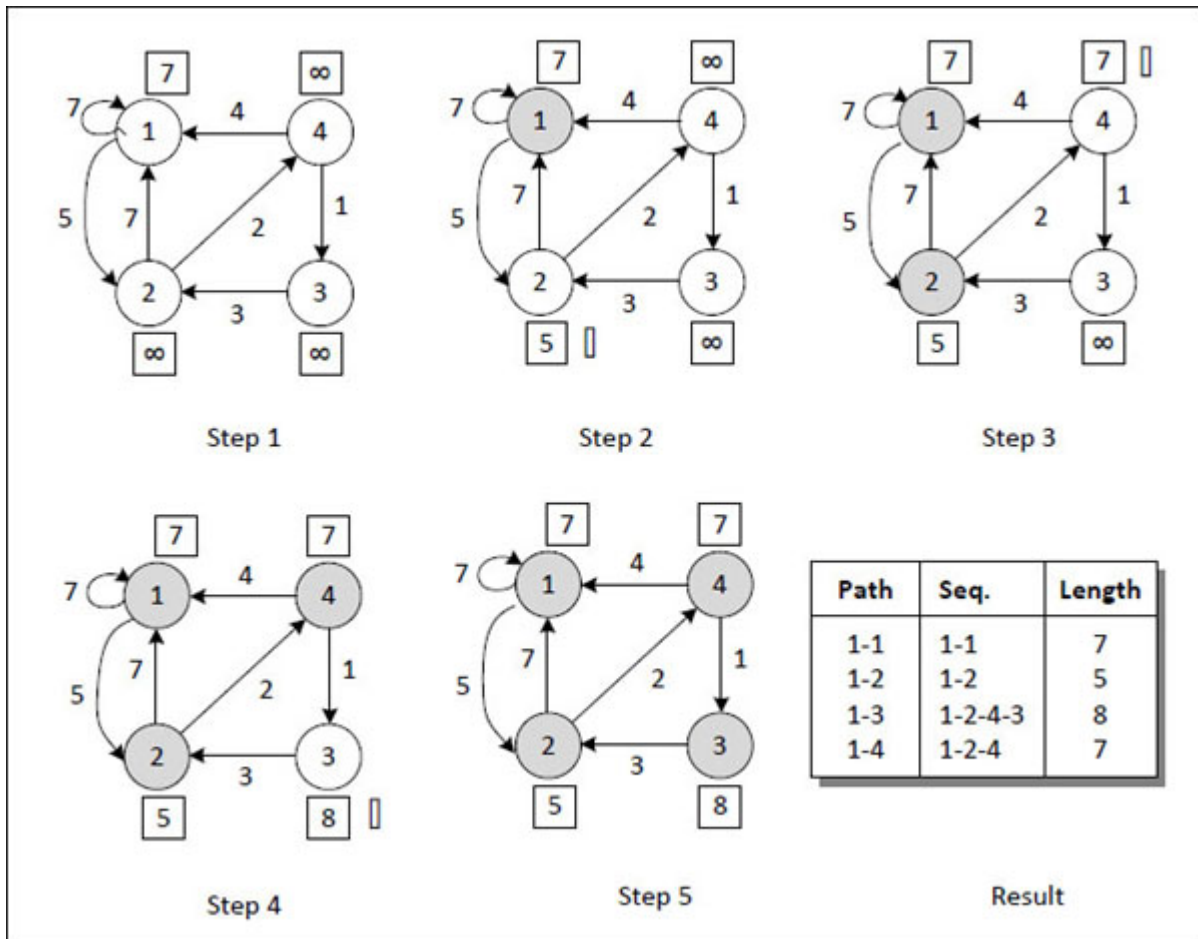 7 ∞
7 1 4 4
5 7 2 1
2 3 3
∞ ∞
Step 1
7 ∞
7 1 4 4
5 7 2 1
2 3 3
5 ▯ ∞
Step 2
7 7 ▯
7 1 4 4
5 7 2 1
2 3 3
5 ∞
Step 3
7 7
7 1 4 4
5 7 2 1
2 3 3
5 8 ▯
Step 4
7 7
7 1 4 4
5 7 2 1
2 3 3
5 8
Step 5
Path Seq. Length
1-1 1-1 7
1-2 1-2 5
1-3 1-2-4-3 8
1-4 1-2-4 7
Result